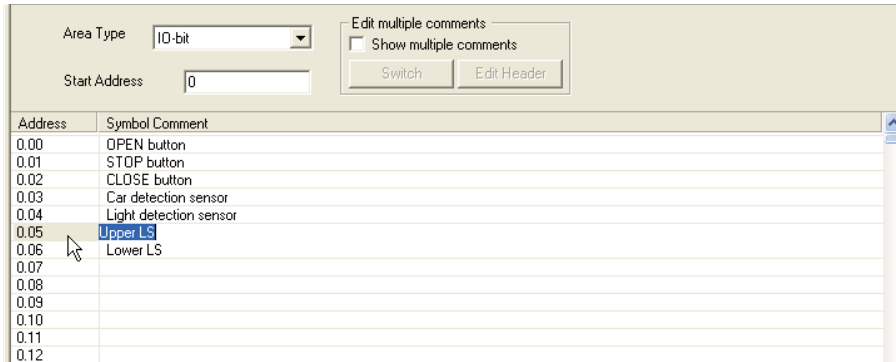 Area Type IO-bit
Start Address 0
Edit multiple comments
Show multiple comments
Switch Edit Header
Address Symbol Comment
0.00 OPEN button
0.01 STOP button
0.02 CLOSE button
0.03 Car detection sensor
0.04 Light detection sensor
0.05 Upper LS
0.06 Lower LS
0.07
0.08
0.09
0.10
0.11
0.12